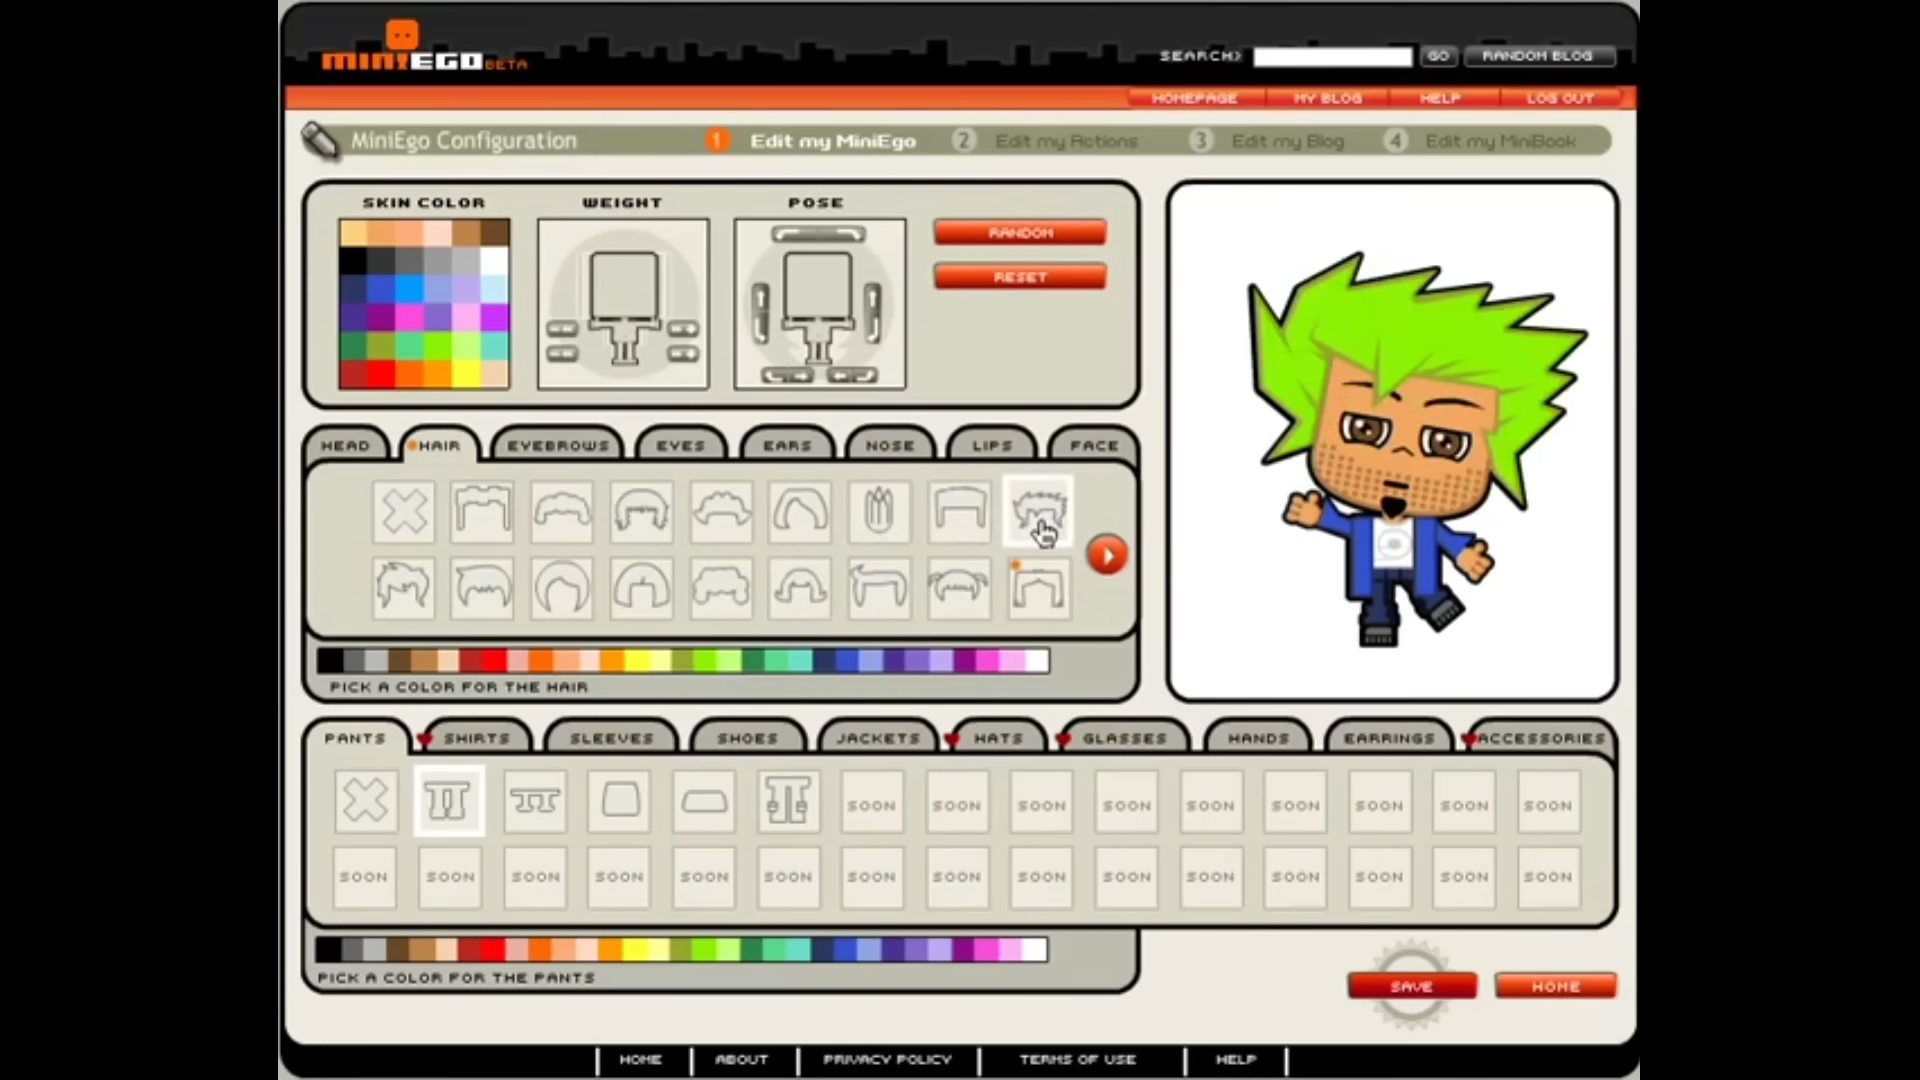 MINIEGO BETA
SEARCH> GO RANDOM BLOG
HOMEPAGE MY BLOG HELP LOG OUT
MiniEgo Configuration 1 Edit my MiniEgo 2 Edit my Actions 3 Edit my Blog 4 Edit my MiniBook
SKIN COLOR WEIGHT POSE
RANDOM
RESET
HEAD HAIR EYEBROWS EYES EARS NOSE LIPS FACE
PICK A COLOR FOR THE HAIR
PANTS SHIRTS SLEEVES SHOES JACKETS HATS GLASSES HANDS EARRINGS ACCESSORIES
SOON SOON SOON SOON SOON SOON SOON SOON SOON
SOON SOON SOON SOON SOON SOON SOON SOON SOON SOON SOON SOON SOON SOON SOON
PICK A COLOR FOR THE PANTS
SAVE HOME
HOME ABOUT PRIVACY POLICY TERMS OF USE HELP